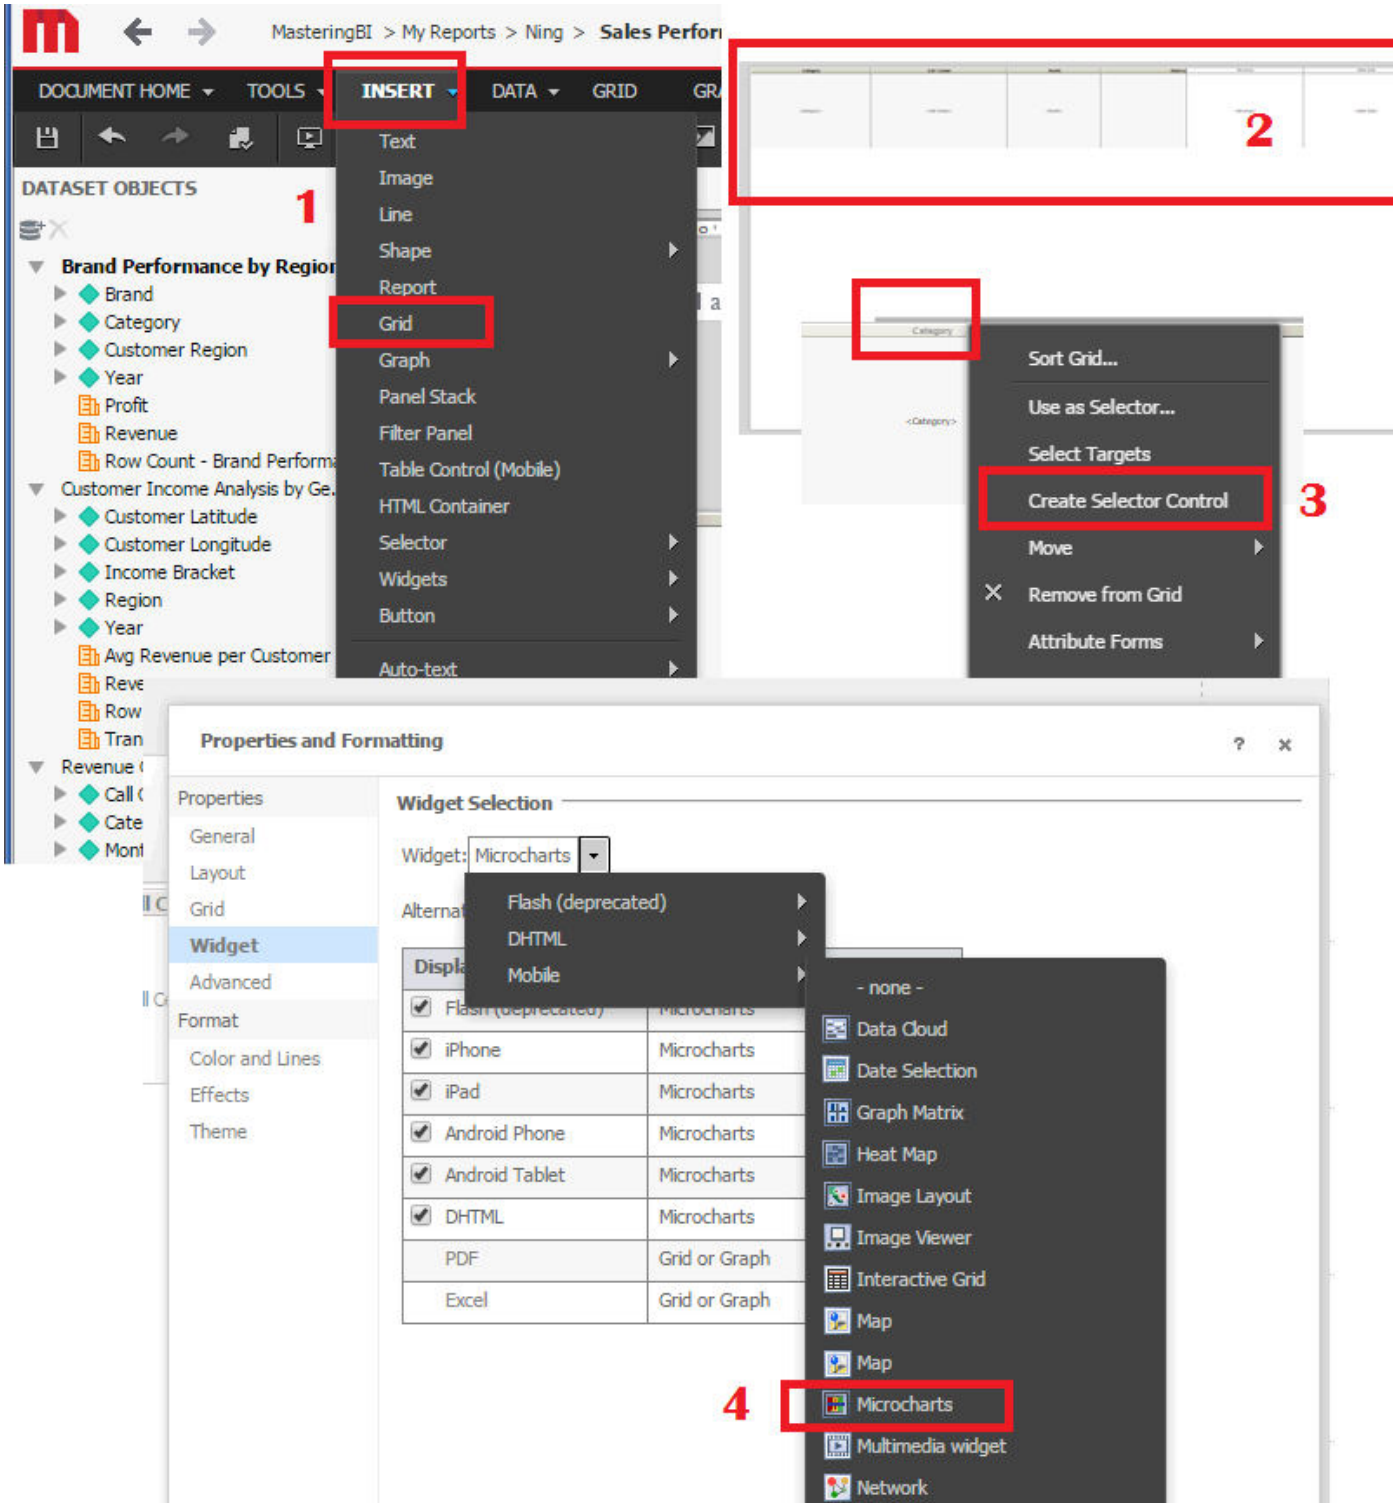 MasteringBI > My Reports > Ning > Sales Perfor
DOCUMENT HOME TOOLS INSERT DATA GRID GRA
DATASET OBJECTS
1
Brand Performance by Region
Brand
Category
Customer Region
Year
Profit
Revenue
Row Count - Brand Performa
Customer Income Analysis by Ge...
Customer Latitude
Customer Longitude
Income Bracket
Region
Year
Avg Revenue per Customer
Reve
Row
Tran
Revenue
Call C
Cate
Mont
Text
Image
Line
Shape
Report
Grid
Graph
Panel Stack
Filter Panel
Table Control (Mobile)
HTML Container
Selector
Widgets
Button
Auto-text
2
Category
<Category>
Sort Grid...
Use as Selector...
Select Targets
Create Selector Control
3
Move
Remove from Grid
Attribute Forms
Properties and Formatting ? x
Properties
General
Layout
Grid
Widget
Advanced
Format
Color and Lines
Effects
Theme
Widget Selection
Widget: Microcharts
Alternat
Flash (deprecated)
DHTML
Mobile
Displa
Flash (deprecated) Microcharts
iPhone Microcharts
iPad Microcharts
Android Phone Microcharts
Android Tablet Microcharts
DHTML Microcharts
PDF Grid or Graph
Excel Grid or Graph
- none -
Data Cloud
Date Selection
Graph Matrix
Heat Map
Image Layout
Image Viewer
Interactive Grid
Map
Map
4
Microcharts
Multimedia widget
Network